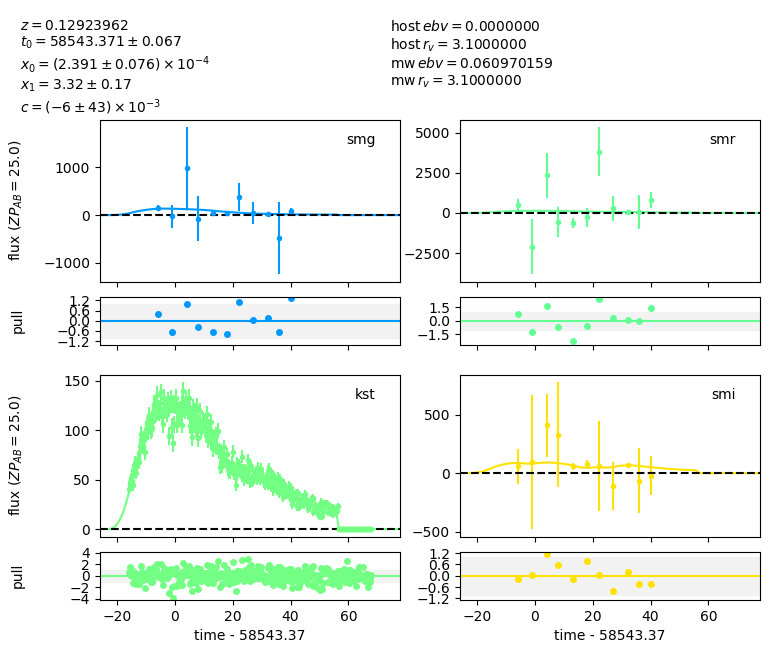 z = 0.12923962
t₀ = 58543.371 ± 0.067
x₀ = (2.391 ± 0.076) × 10⁻⁴
x₁ = 3.32 ± 0.17
c = (−6 ± 43) × 10⁻³
host ebv = 0.0000000
host r_v = 3.1000000
mw ebv = 0.060970159
mw r_v = 3.1000000
flux (ZP_AB = 25.0)
1000
0
−1000
smg
5000
2500
0
−2500
smr
pull
1.2
0.6
0.0
−0.6
−1.2
1.5
0.0
−1.5
flux (ZP_AB = 25.0)
150
100
50
0
kst
500
0
−500
smi
pull
4
2
0
−2
−4
1.2
0.6
0.0
−0.6
−1.2
−20 0 20 40 60
−20 0 20 40 60
time - 58543.37
time - 58543.37